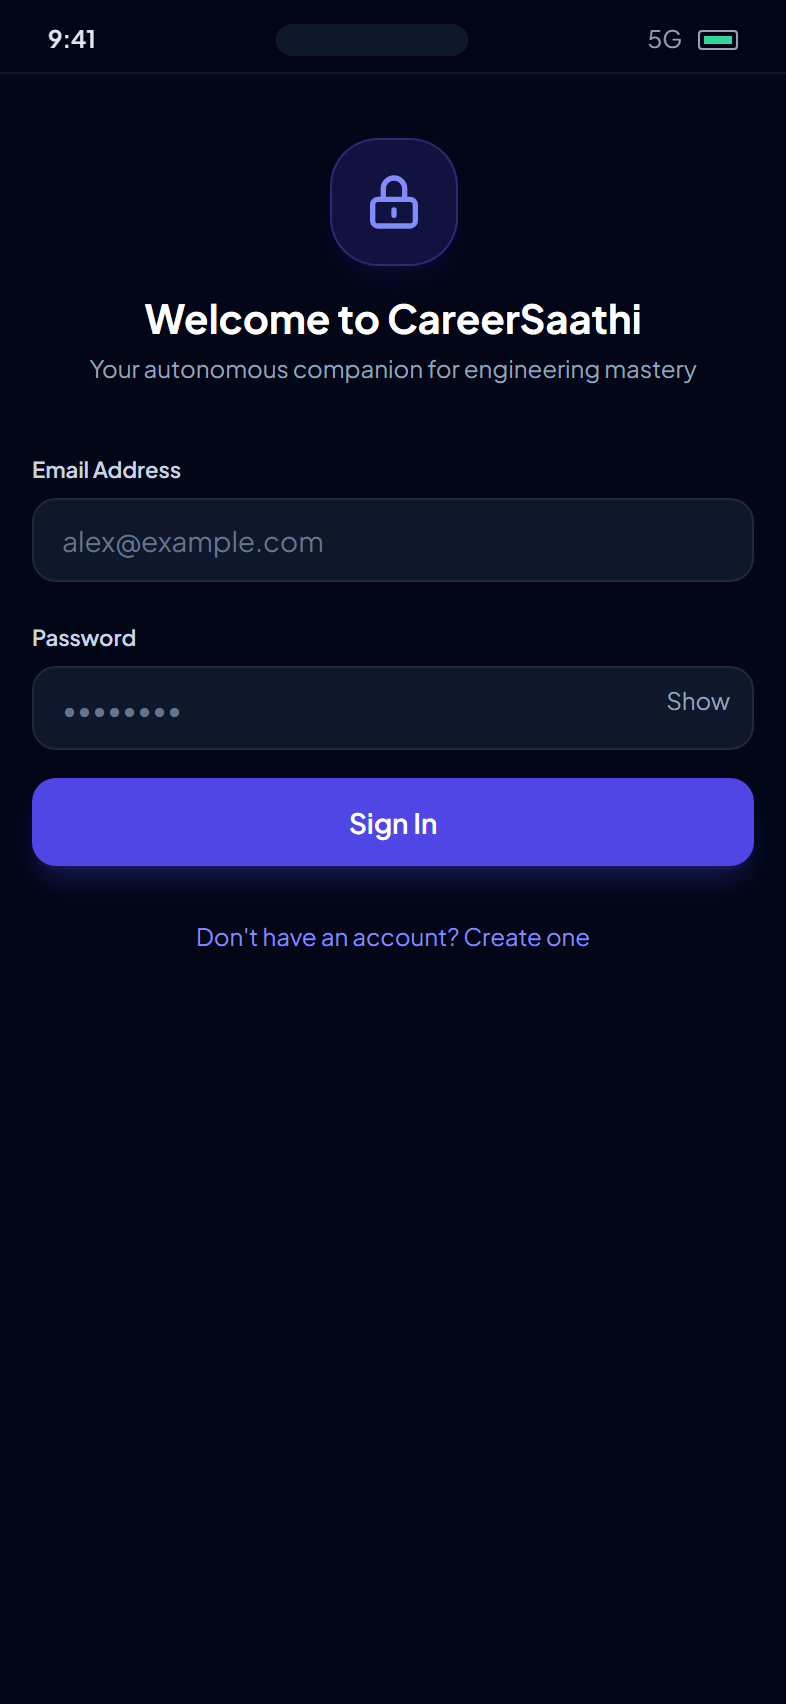 9:41
5G
Welcome to CareerSaathi
Your autonomous companion for engineering mastery
Email Address
alex@example.com
Password
••••••••
Show
Sign In
Don't have an account? Create one